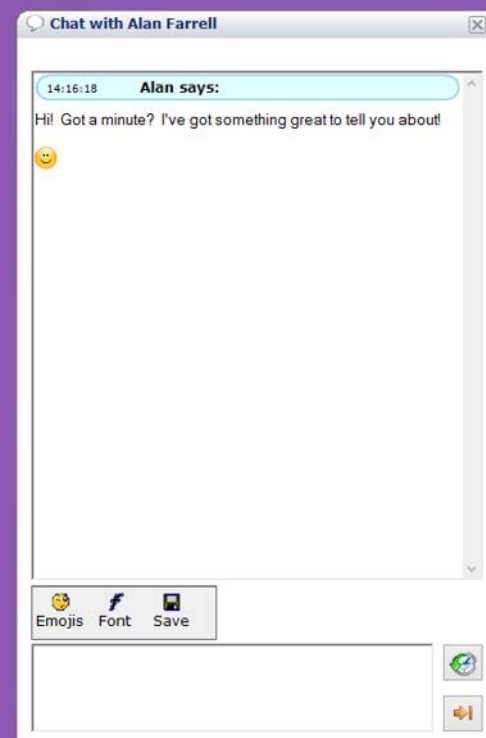 Chat with Alan Farrell
14:16:18 Alan says:
Hi! Got a minute? I've got something great to tell you about!
Emojis Font Save